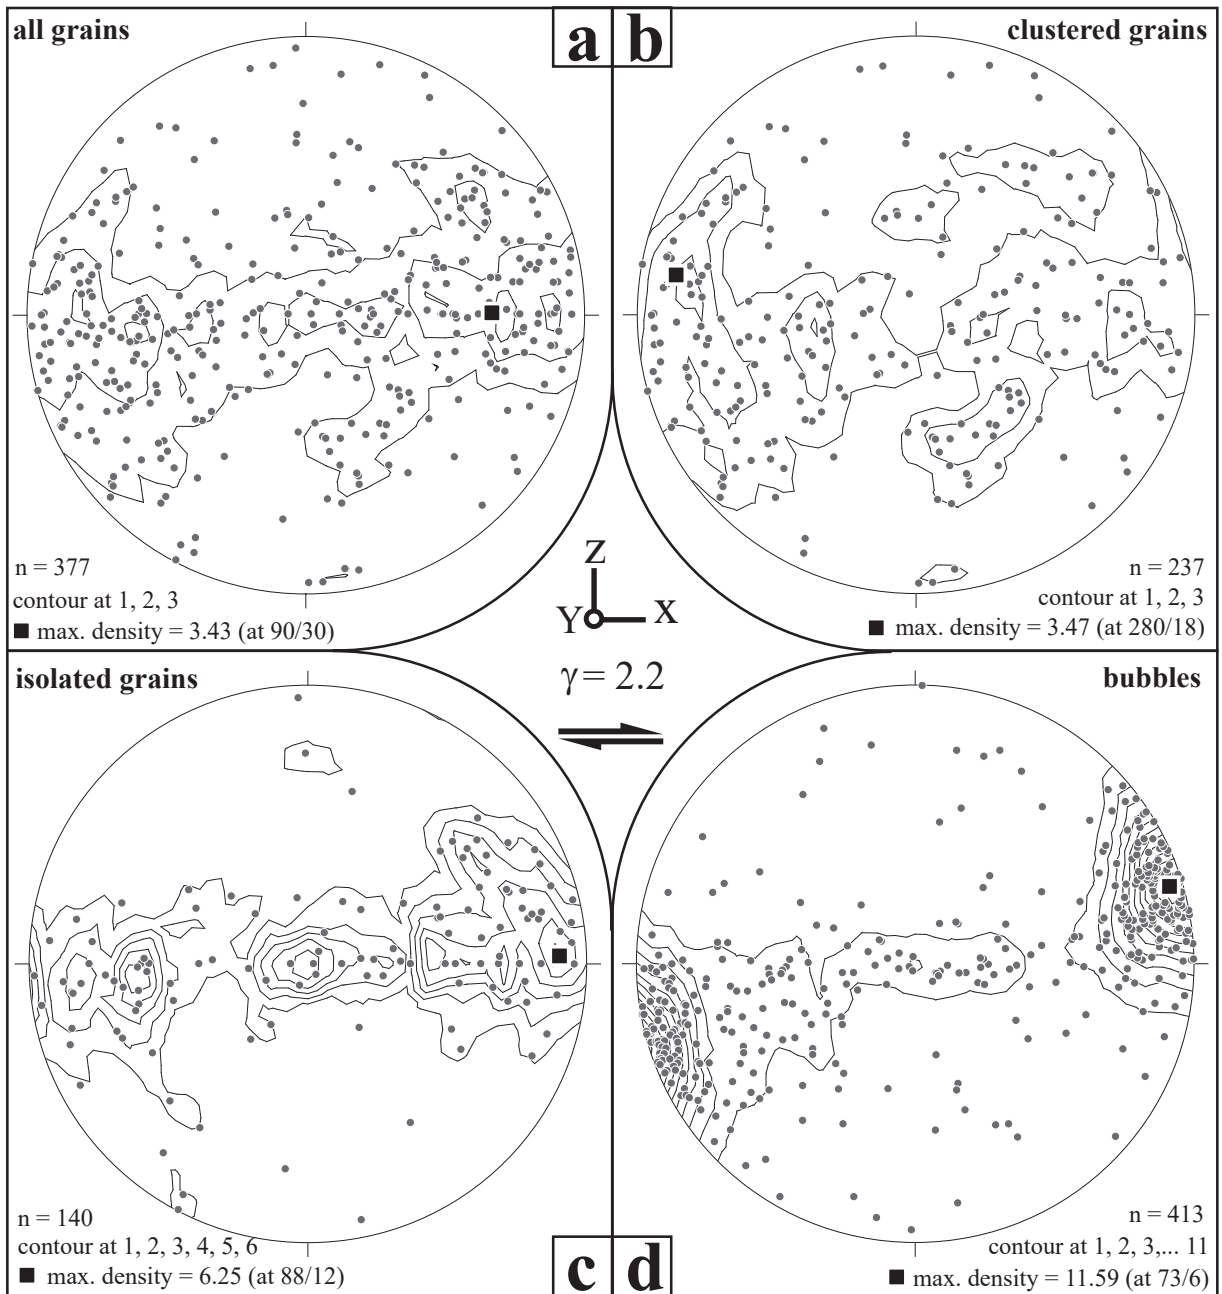 all grains
a
b
clustered grains
n = 377
contour at 1, 2, 3
max. density = 3.43 (at 90/30)
n = 237
contour at 1, 2, 3
max. density = 3.47 (at 280/18)
Z
Y
X
γ = 2.2
isolated grains
bubbles
n = 140
contour at 1, 2, 3, 4, 5, 6
max. density = 6.25 (at 88/12)
c
d
n = 413
contour at 1, 2, 3,... 11
max. density = 11.59 (at 73/6)